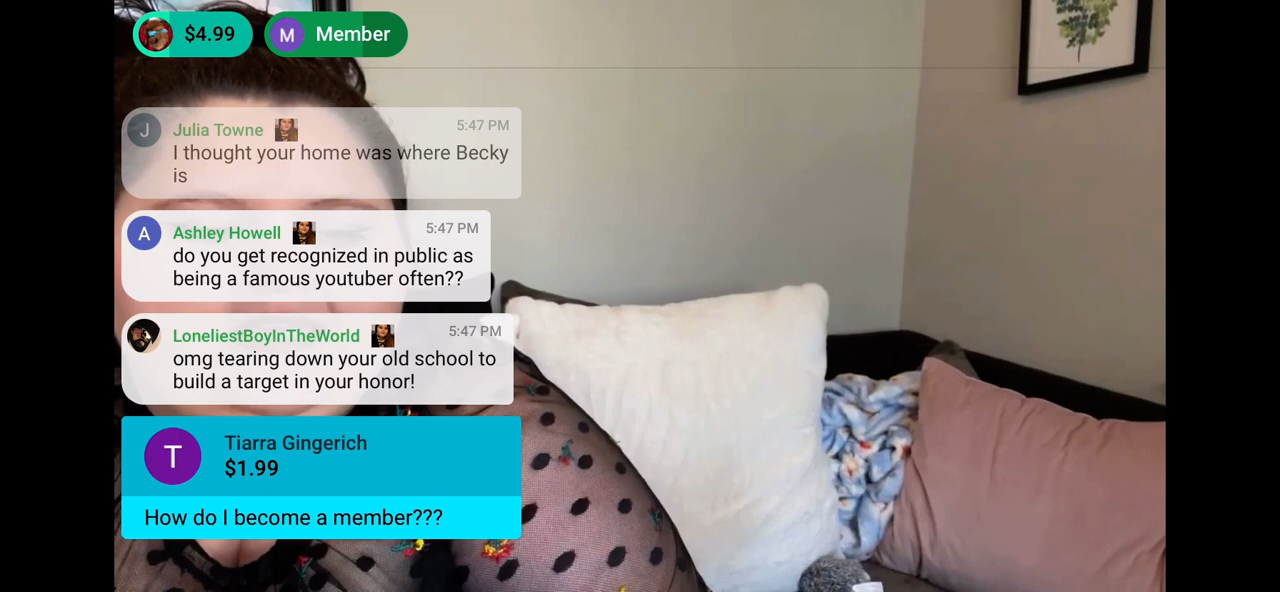 $4.99
M Member
J
Julia Towne 5:47 PM
I thought your home was where Becky
is
A
Ashley Howell 5:47 PM
do you get recognized in public as
being a famous youtuber often??
LoneliestBoyInTheWorld 5:47 PM
omg tearing down your old school to
build a target in your honor!
T
Tiarra Gingerich
$1.99
How do I become a member???